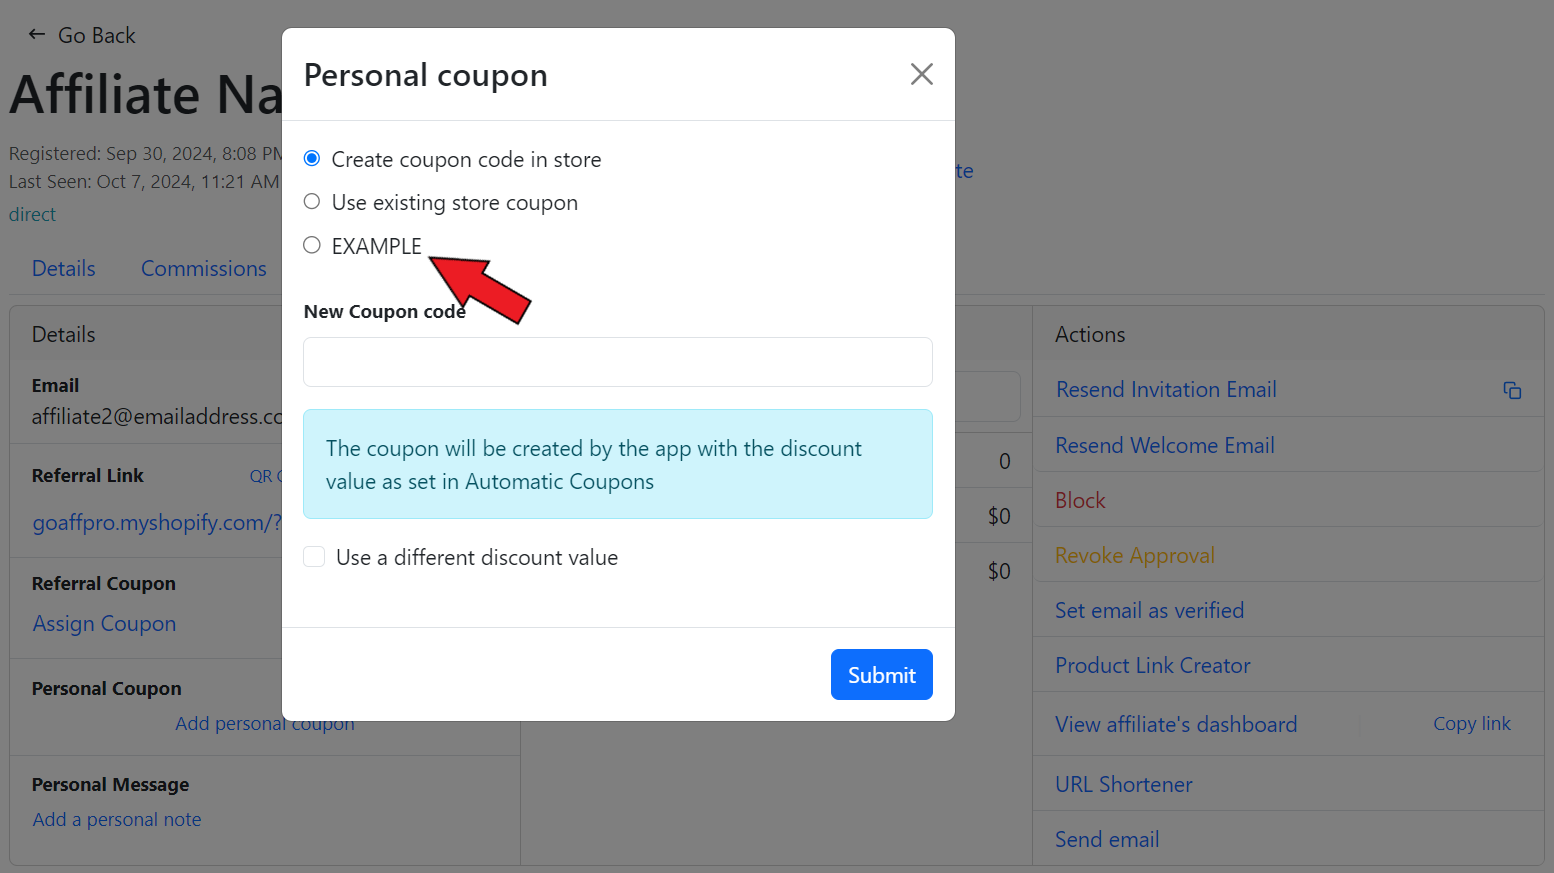 ← Go Back
Affiliate Na
Registered: Sep 30, 2024, 8:08 PM
Last Seen: Oct 7, 2024, 11:21 AM
direct
te
Details
Commissions
Personal coupon
Create coupon code in store
Use existing store coupon
EXAMPLE
New Coupon code
The coupon will be created by the app with the discount
value as set in Automatic Coupons
Use a different discount value
Submit
Details
Email
affiliate2@emailaddress.co
Referral Link
QR
goaffpro.myshopify.com/?
Referral Coupon
Assign Coupon
Personal Coupon
Add personal coupon
Personal Message
Add a personal note
0
$0
$0
Actions
Resend Invitation Email
Resend Welcome Email
Block
Revoke Approval
Set email as verified
Product Link Creator
View affiliate's dashboard
Copy link
URL Shortener
Send email